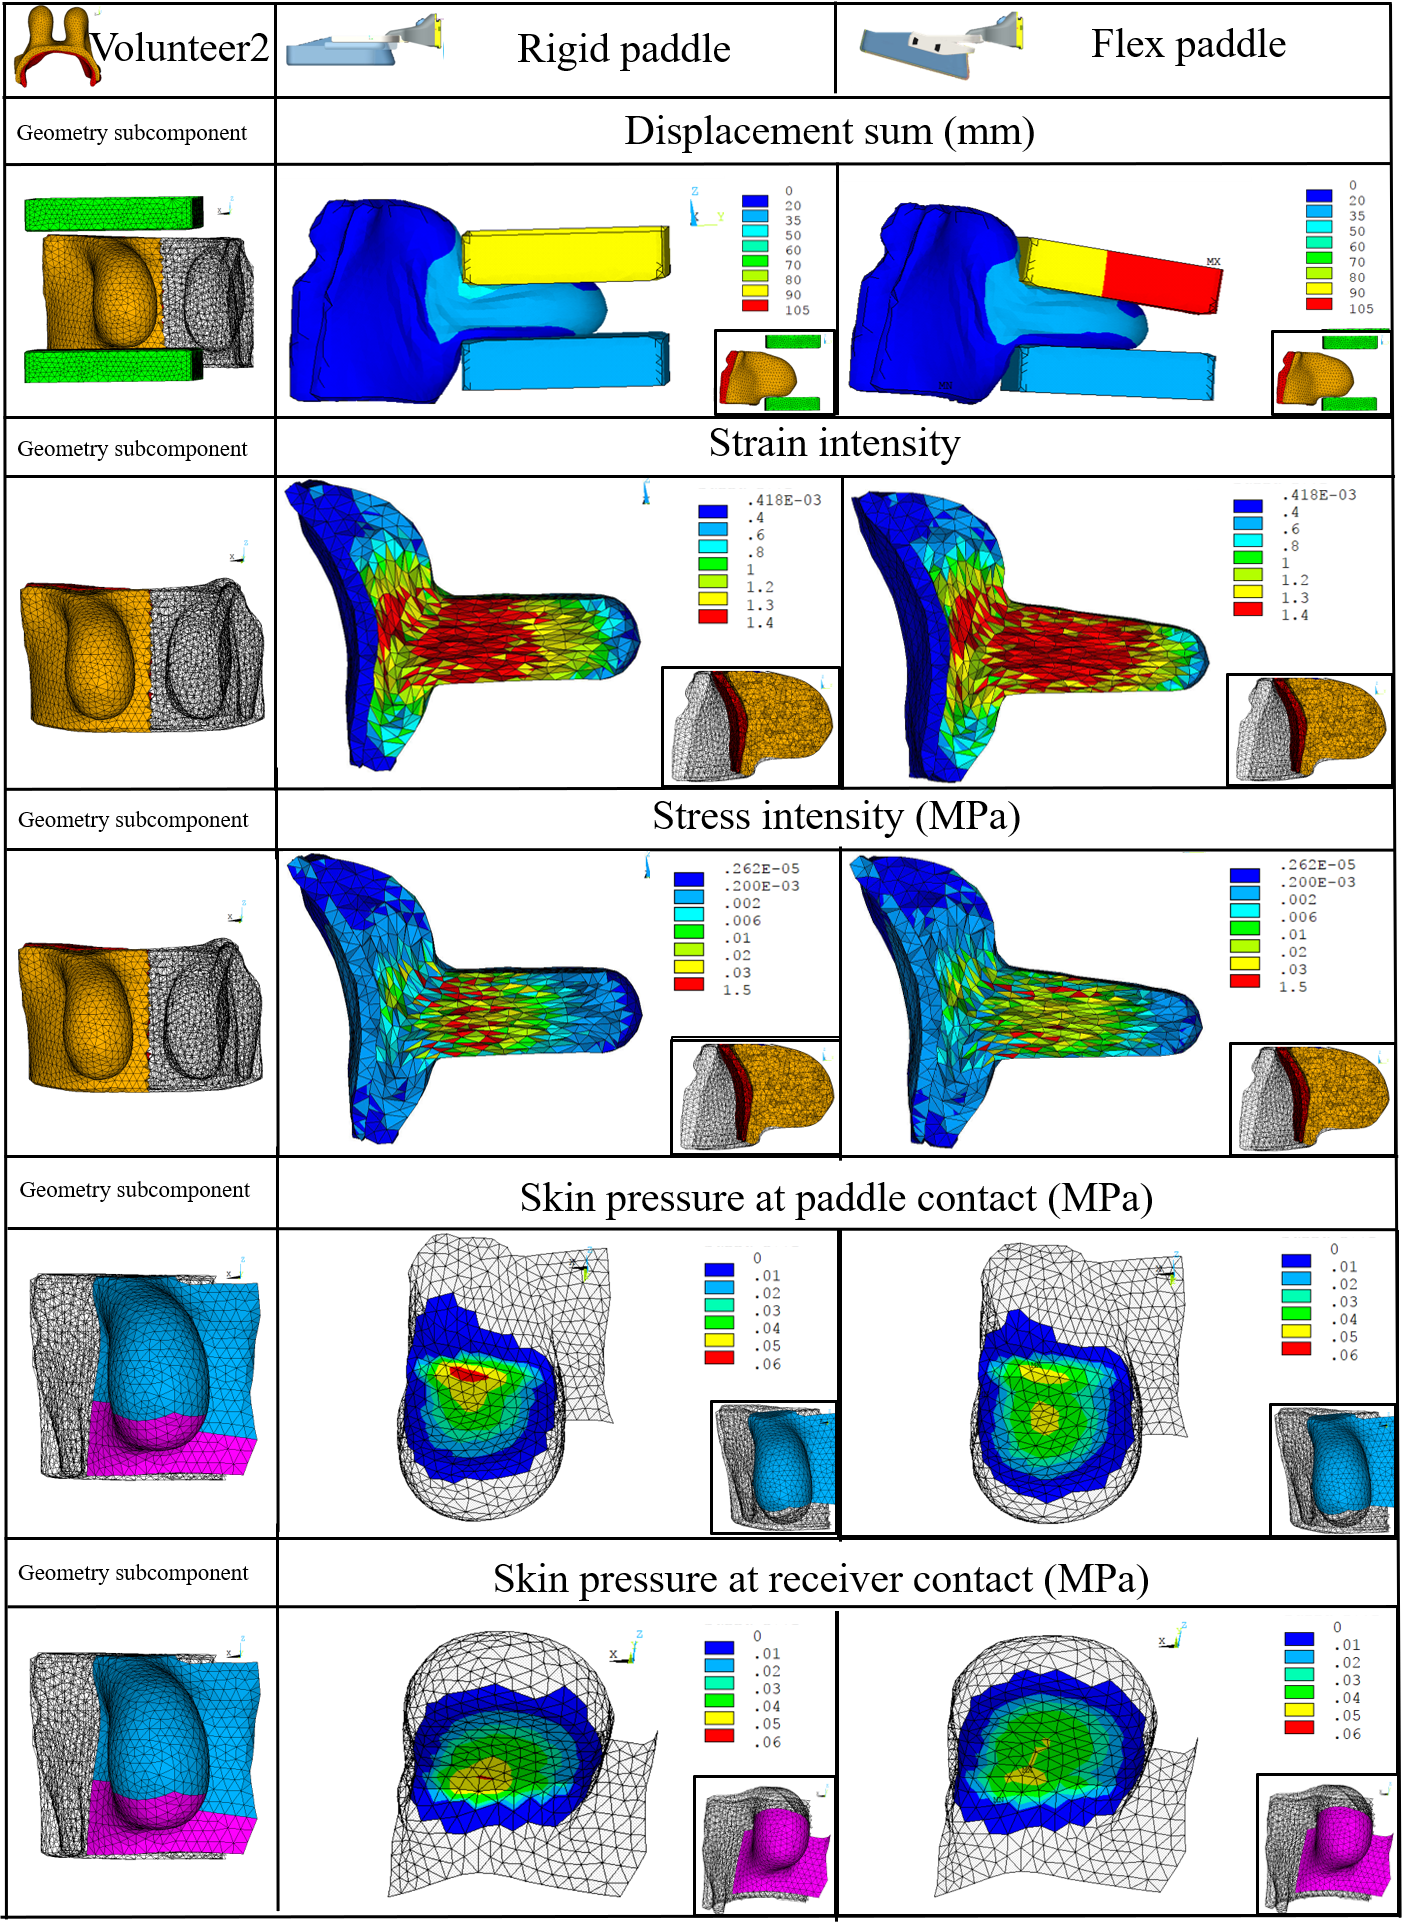 Volunteer2
Rigid paddle
Flex paddle
Geometry subcomponent
Displacement sum (mm)
Z
X
Y
0
20
35
50
60
70
80
90
105
MX
MN
0
20
35
50
60
70
80
90
105
Geometry subcomponent
Strain intensity
.418E-03
.4
.6
.8
1
1.2
1.3
1.4
.418E-03
.4
.6
.8
1
1.2
1.3
1.4
Geometry subcomponent
Stress intensity (MPa)
.262E-05
.200E-03
.002
.006
.01
.02
.03
1.5
.262E-05
.200E-03
.002
.006
.01
.02
.03
1.5
Geometry subcomponent
Skin pressure at paddle contact (MPa)
0
.01
.02
.03
.04
.05
.06
0
.01
.02
.03
.04
.05
.06
Geometry subcomponent
Skin pressure at receiver contact (MPa)
X
Z
0
.01
.02
.03
.04
.05
.06
X
Z
0
.01
.02
.03
.04
.05
.06